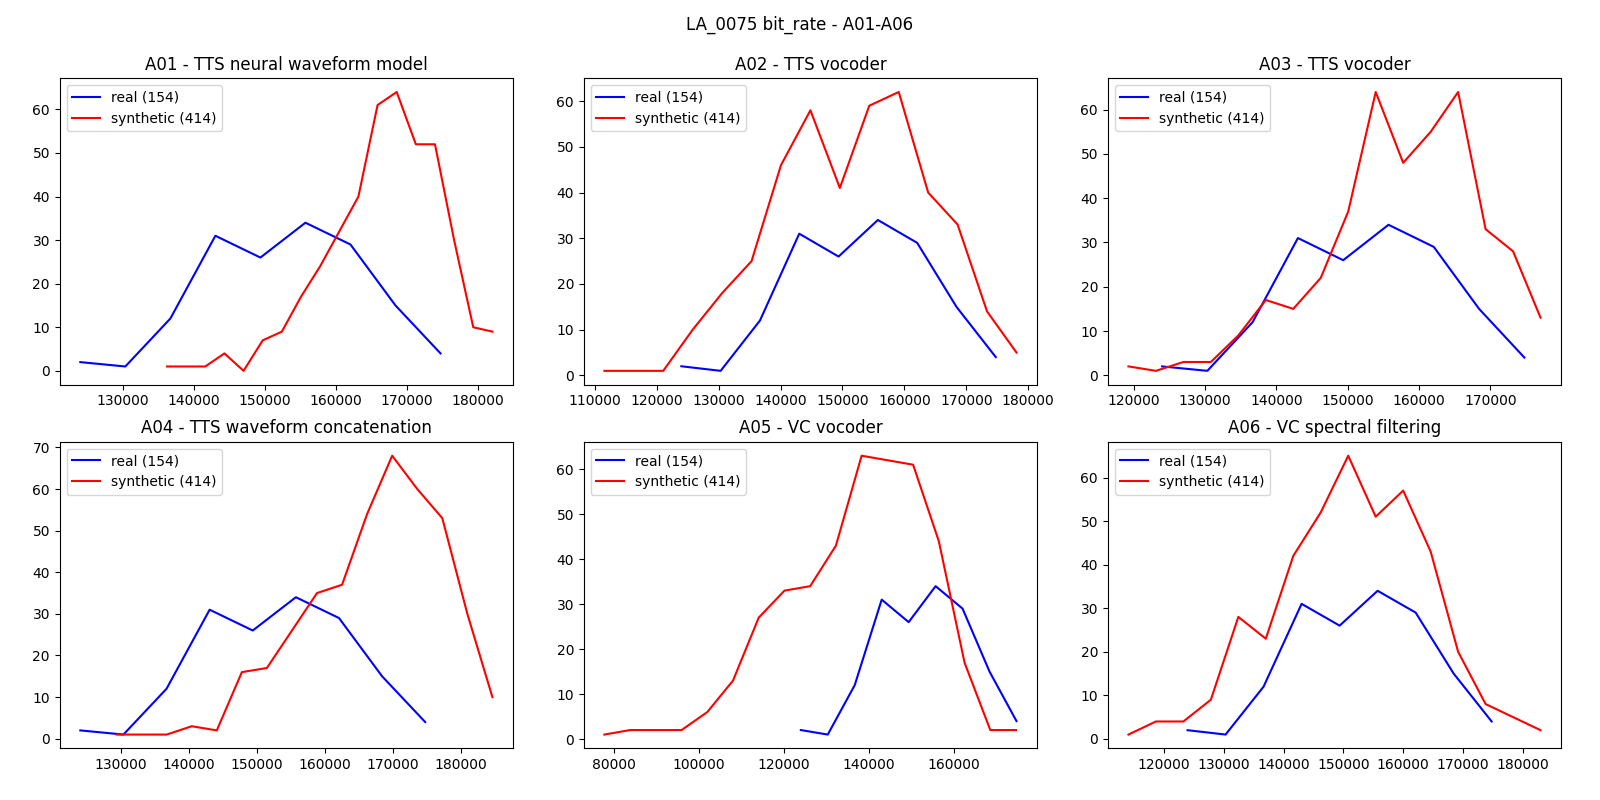 LA_0075 bit_rate - A01-A06
A01 - TTS neural waveform model
real (154)
synthetic (414)
60
50
40
30
20
10
0
130000 140000 150000 160000 170000 180000
A02 - TTS vocoder
real (154)
synthetic (414)
60
50
40
30
20
10
0
110000 120000 130000 140000 150000 160000 170000 180000
A03 - TTS vocoder
real (154)
synthetic (414)
60
50
40
30
20
10
0
120000 130000 140000 150000 160000 170000
A04 - TTS waveform concatenation
real (154)
synthetic (414)
70
60
50
40
30
20
10
0
130000 140000 150000 160000 170000 180000
A05 - VC vocoder
real (154)
synthetic (414)
60
50
40
30
20
10
0
80000 100000 120000 140000 160000
A06 - VC spectral filtering
real (154)
synthetic (414)
60
50
40
30
20
10
0
120000 130000 140000 150000 160000 170000 180000